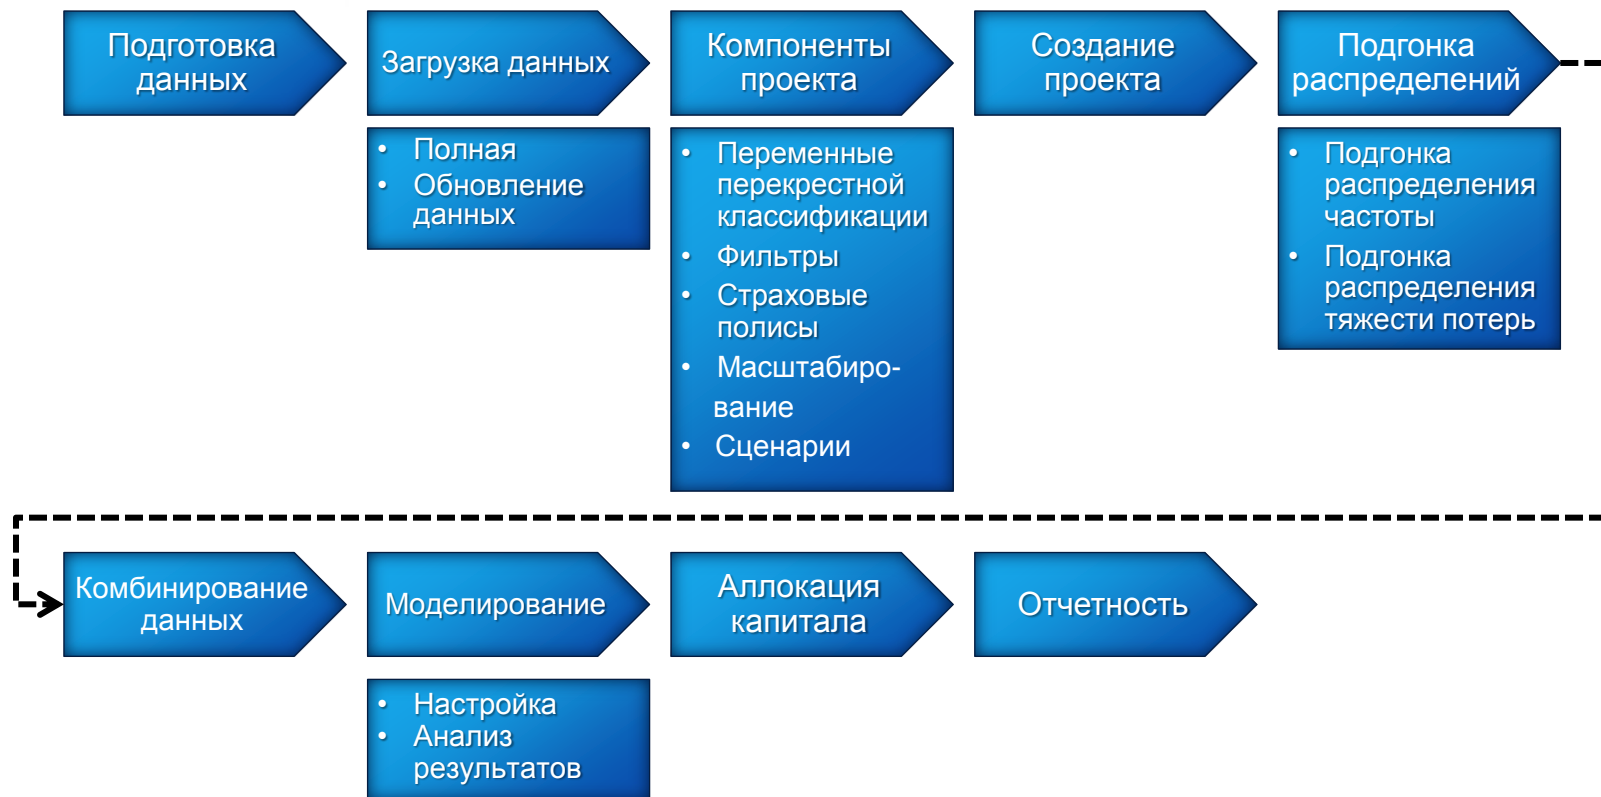 Подготовка
данных
Загрузка данных
Компоненты
проекта
Создание
проекта
Подгонка
распределений
• Полная
• Обновление
данных
• Переменные
перекрестной
классификации
• Фильтры
• Страховые
полисы
• Масштабиро-
вание
• Сценарии
• Подгонка
распределения
частоты
• Подгонка
распределения
тяжести потерь
Комбинирование
данных
Моделирование
Аллокация
капитала
Отчетность
• Настройка
• Анализ
результатов